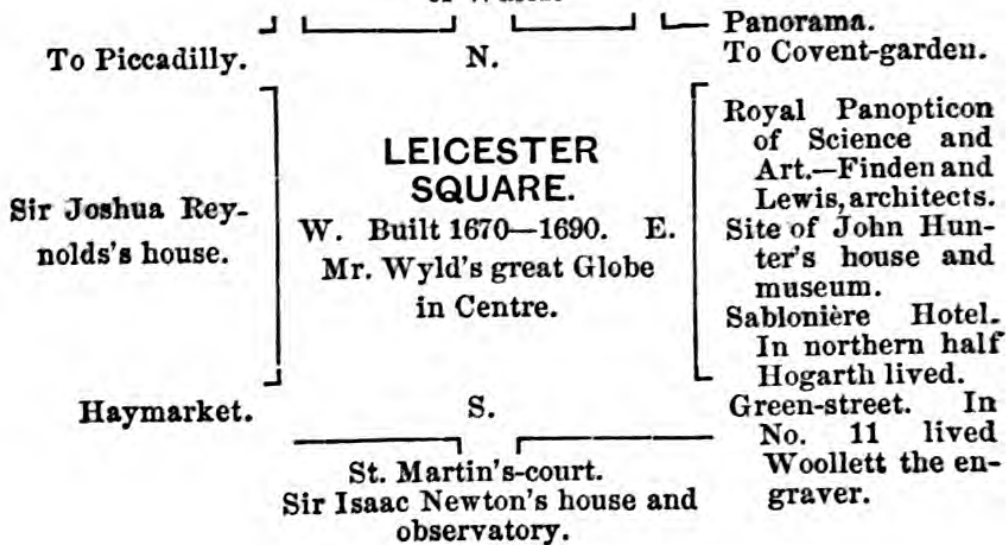 Panorama.
To Piccadilly.
N.
To Covent-garden.
Royal Panopticon
of Science and
Art.—Finden and
Lewis, architects.
LEICESTER
SQUARE.
Sir Joshua Rey-
nolds's house.
W. Built 1670—1690. E.
Mr. Wyld's great Globe
in Centre.
Site of John Hun-
ter's house and
museum.
Sablonière Hotel.
In northern half
Hogarth lived.
Haymarket.
S.
Green-street. In
No. 11 lived
Woollett the en-
graver.
St. Martin's-court.
Sir Isaac Newton's house and
observatory.